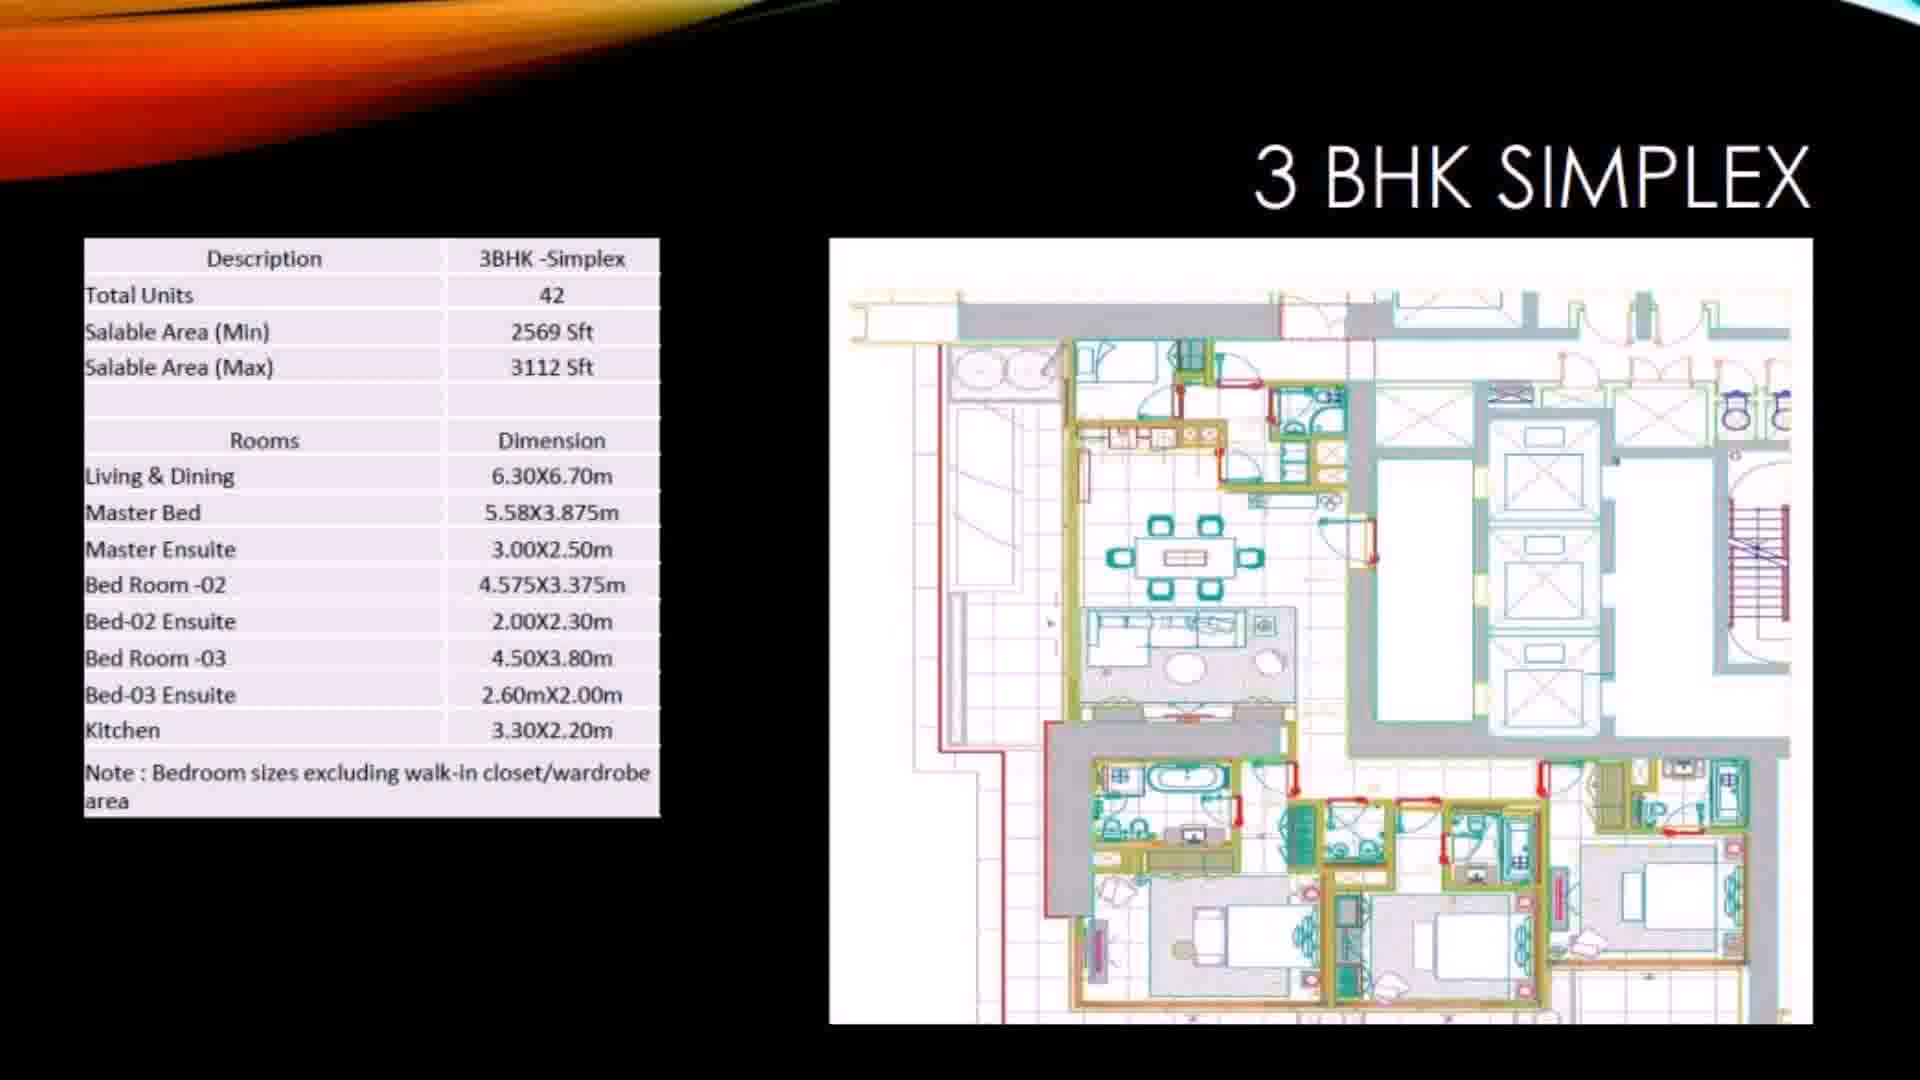 3 BHK SIMPLEX
Description 3BHK -Simplex
Total Units 42
Salable Area (Min) 2569 Sft
Salable Area (Max) 3112 Sft
Rooms Dimension
Living & Dining 6.30X6.70m
Master Bed 5.58X3.875m
Master Ensuite 3.00X2.50m
Bed Room -02 4.575X3.375m
Bed-02 Ensuite 2.00X2.30m
Bed Room -03 4.50X3.80m
Bed-03 Ensuite 2.60mX2.00m
Kitchen 3.30X2.20m
Note : Bedroom sizes excluding walk-in closet/wardrobe
area